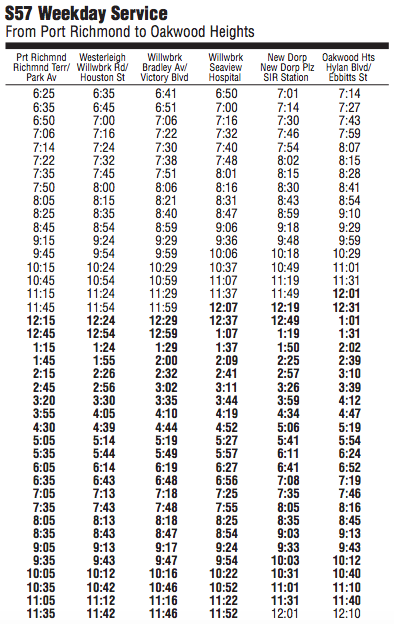 S57 Weekday Service
From Port Richmond to Oakwood Heights
Prt Richmnd Westerleigh Willwbrk Willwbrk New Dorp Oakwood Hts
Richmnd Terr/ Willwbrk Rd/ Bradley Av/ Seaview New Dorp Plz Hylan Blvd/
Park Av Houston St Victory Blvd Hospital SIR Station Ebbitts St
6:25 6:35 6:41 6:50 7:01 7:14
6:35 6:45 6:51 7:00 7:14 7:27
6:50 7:00 7:06 7:16 7:30 7:43
7:06 7:16 7:22 7:32 7:46 7:59
7:14 7:24 7:30 7:40 7:54 8:07
7:22 7:32 7:38 7:48 8:02 8:15
7:35 7:45 7:51 8:01 8:15 8:28
7:50 8:00 8:06 8:16 8:30 8:41
8:05 8:15 8:21 8:31 8:43 8:54
8:25 8:35 8:40 8:47 8:59 9:10
8:45 8:54 8:59 9:06 9:18 9:29
9:15 9:24 9:29 9:36 9:48 9:59
9:45 9:54 9:59 10:06 10:18 10:29
10:15 10:24 10:29 10:37 10:49 11:01
10:45 10:54 10:59 11:07 11:19 11:31
11:15 11:24 11:29 11:37 11:49 12:01
11:45 11:54 11:59 12:07 12:19 12:31
12:15 12:24 12:29 12:37 12:49 1:01
12:45 12:54 12:59 1:07 1:19 1:31
1:15 1:24 1:29 1:37 1:50 2:02
1:45 1:55 2:00 2:09 2:25 2:39
2:15 2:26 2:32 2:41 2:57 3:10
2:45 2:56 3:02 3:11 3:26 3:39
3:20 3:30 3:35 3:44 3:59 4:12
3:55 4:05 4:10 4:19 4:34 4:47
4:30 4:39 4:44 4:52 5:06 5:19
5:05 5:14 5:19 5:27 5:41 5:54
5:35 5:44 5:49 5:57 6:11 6:24
6:05 6:14 6:19 6:27 6:41 6:52
6:35 6:43 6:48 6:56 7:08 7:19
7:05 7:13 7:18 7:25 7:35 7:46
7:35 7:43 7:48 7:55 8:05 8:16
8:05 8:13 8:18 8:25 8:35 8:45
8:35 8:43 8:47 8:54 9:03 9:13
9:05 9:13 9:17 9:24 9:33 9:43
9:35 9:43 9:47 9:54 10:03 10:12
10:05 10:12 10:16 10:22 10:31 10:40
10:35 10:42 10:46 10:52 11:01 11:10
11:05 11:12 11:16 11:22 11:31 11:40
11:35 11:42 11:46 11:52 12:01 12:10